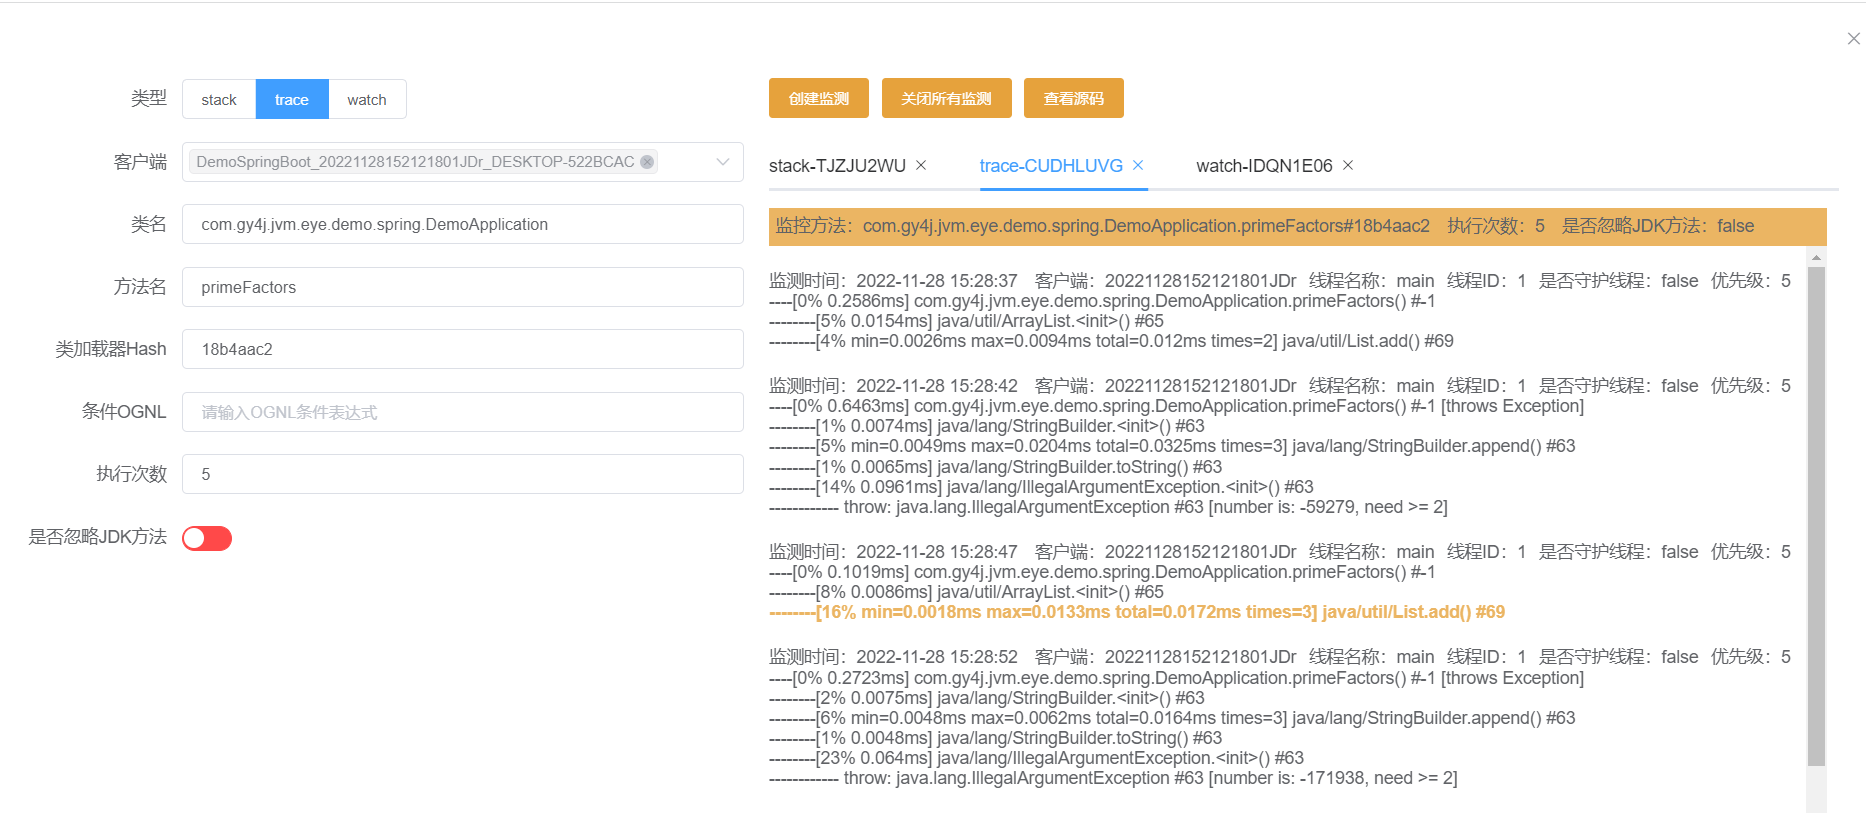 类型 stack trace watch
客户端 DemoSpringBoot_20221128152121801JDr_DESKTOP-522BCAC
类名 com.gy4j.jvm.eye.demo.spring.DemoApplication
方法名 primeFactors
类加载器Hash 18b4aac2
条件OGNL 请输入OGNL条件表达式
执行次数 5
是否忽略JDK方法
创建监测 关闭所有监测 查看源码
stack-TJZJU2WU trace-CUDHLUVG watch-IDQN1E06
监控方法：com.gy4j.jvm.eye.demo.spring.DemoApplication.primeFactors#18b4aac2 执行次数：5 是否忽略JDK方法：false
监测时间：2022-11-28 15:28:37 客户端：20221128152121801JDr 线程名称：main 线程ID：1 是否守护线程：false 优先级：5
----[0% 0.2586ms] com.gy4j.jvm.eye.demo.spring.DemoApplication.primeFactors() #-1
--------[5% 0.0154ms] java/util/ArrayList.<init>() #65
--------[4% min=0.0026ms max=0.0094ms total=0.012ms times=2] java/util/List.add() #69
监测时间：2022-11-28 15:28:42 客户端：20221128152121801JDr 线程名称：main 线程ID：1 是否守护线程：false 优先级：5
----[0% 0.6463ms] com.gy4j.jvm.eye.demo.spring.DemoApplication.primeFactors() #-1 [throws Exception]
--------[1% 0.0074ms] java/lang/StringBuilder.<init>() #63
--------[5% min=0.0049ms max=0.0204ms total=0.0325ms times=3] java/lang/StringBuilder.append() #63
--------[1% 0.0065ms] java/lang/StringBuilder.toString() #63
--------[14% 0.0961ms] java/lang/IllegalArgumentException.<init>() #63
------------ throw: java.lang.IllegalArgumentException #63 [number is: -59279, need >= 2]
监测时间：2022-11-28 15:28:47 客户端：20221128152121801JDr 线程名称：main 线程ID：1 是否守护线程：false 优先级：5
----[0% 0.1019ms] com.gy4j.jvm.eye.demo.spring.DemoApplication.primeFactors() #-1
--------[8% 0.0086ms] java/util/ArrayList.<init>() #65
--------[16% min=0.0018ms max=0.0133ms total=0.0172ms times=3] java/util/List.add() #69
监测时间：2022-11-28 15:28:52 客户端：20221128152121801JDr 线程名称：main 线程ID：1 是否守护线程：false 优先级：5
----[0% 0.2723ms] com.gy4j.jvm.eye.demo.spring.DemoApplication.primeFactors() #-1 [throws Exception]
--------[2% 0.0075ms] java/lang/StringBuilder.<init>() #63
--------[6% min=0.0048ms max=0.0062ms total=0.0164ms times=3] java/lang/StringBuilder.append() #63
--------[1% 0.0048ms] java/lang/StringBuilder.toString() #63
--------[23% 0.064ms] java/lang/IllegalArgumentException.<init>() #63
------------ throw: java.lang.IllegalArgumentException #63 [number is: -171938, need >= 2]